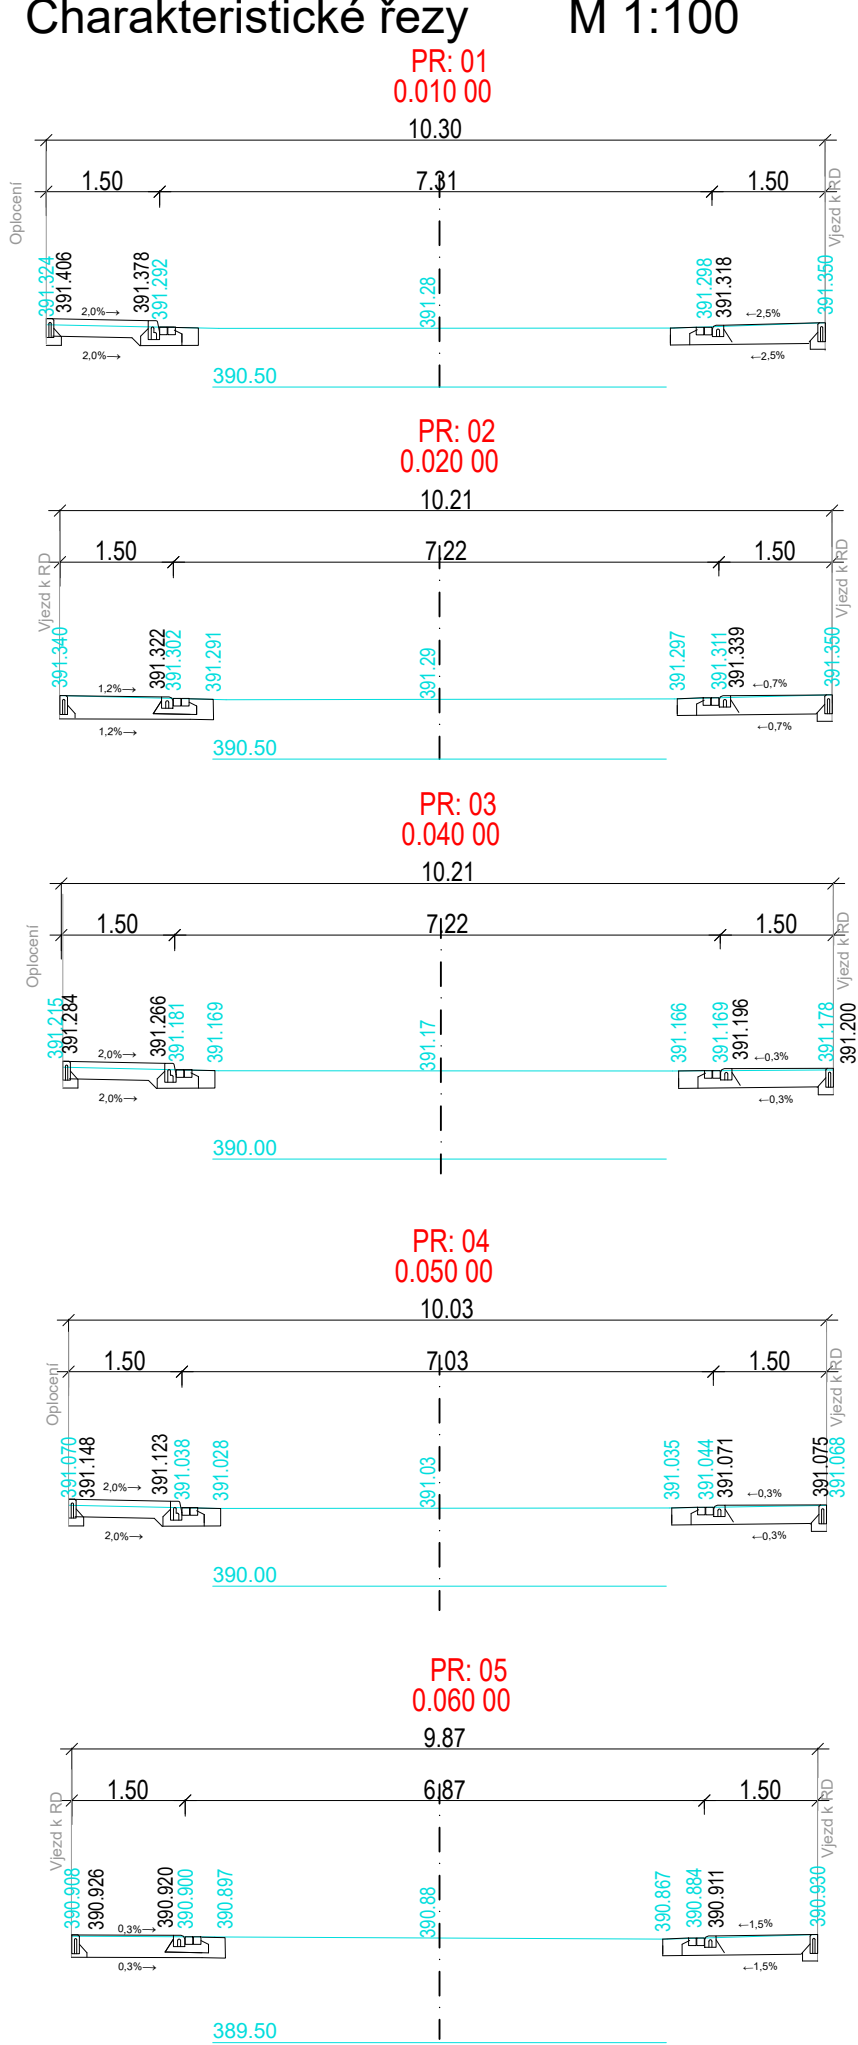 Charakteristické řezy M 1:100
PR: 01
0.010 00
10.30
1.50 7.31 1.50
Oplocení
Vjezd k RD
391.324 391.406 391.378 391.292 391.28 391.298 391.318 391.350
2,0%→ ←2,5%
2,0%→ ←2,5%
390.50
PR: 02
0.020 00
10.21
1.50 7.22 1.50
Vjezd k RD
Vjezd k RD
391.340 391.322 391.302 391.291 391.29 391.297 391.311 391.339 391.350
1,2%→ ←0,7%
1,2%→ ←0,7%
390.50
PR: 03
0.040 00
10.21
1.50 7.22 1.50
Oplocení
Vjezd k RD
391.215 391.284 391.266 391.181 391.169 391.17 391.166 391.169 391.196 391.178 391.200
2,0%→ ←0,3%
2,0%→ ←0,3%
390.00
PR: 04
0.050 00
10.03
1.50 7.03 1.50
Oplocení
Vjezd k RD
391.070 391.148 391.123 391.038 391.028 391.03 391.035 391.044 391.071 391.075 391.068
2,0%→ ←0,3%
2,0%→ ←0,3%
390.00
PR: 05
0.060 00
9.87
1.50 6.87 1.50
Vjezd k RD
Vjezd k RD
390.908 390.926 390.920 390.900 390.897 390.88 390.867 390.884 390.911 390.930
0,3%→ ←1,5%
0,3%→ ←1,5%
389.50